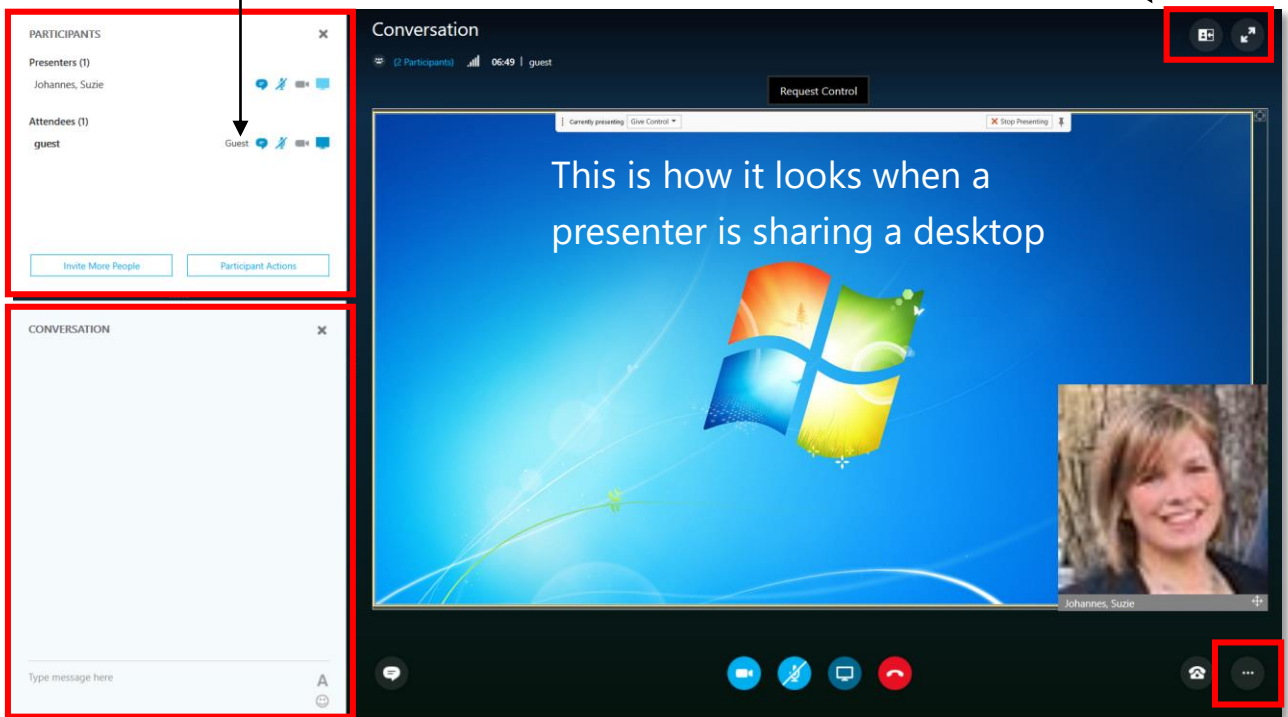 PARTICIPANTS
Presenters (1)
Johannes, Suzie
Attendees (1)
guest Guest
Invite More People Participant Actions
CONVERSATION
Type message here A
Conversation
(2 Participants) 06:49 | guest
Request Control
Currently presenting Give Control Stop Presenting
This is how it looks when a
presenter is sharing a desktop
Johannes, Suzie